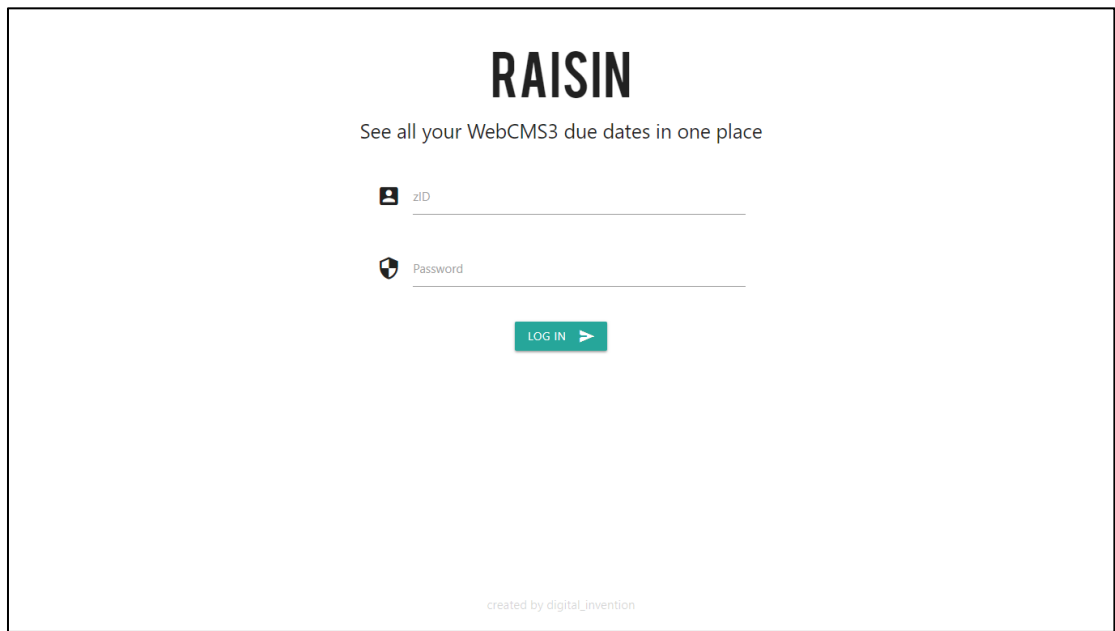 RAISIN
See all your WebCMS3 due dates in one place
zID
Password
LOG IN
created by digital_invention